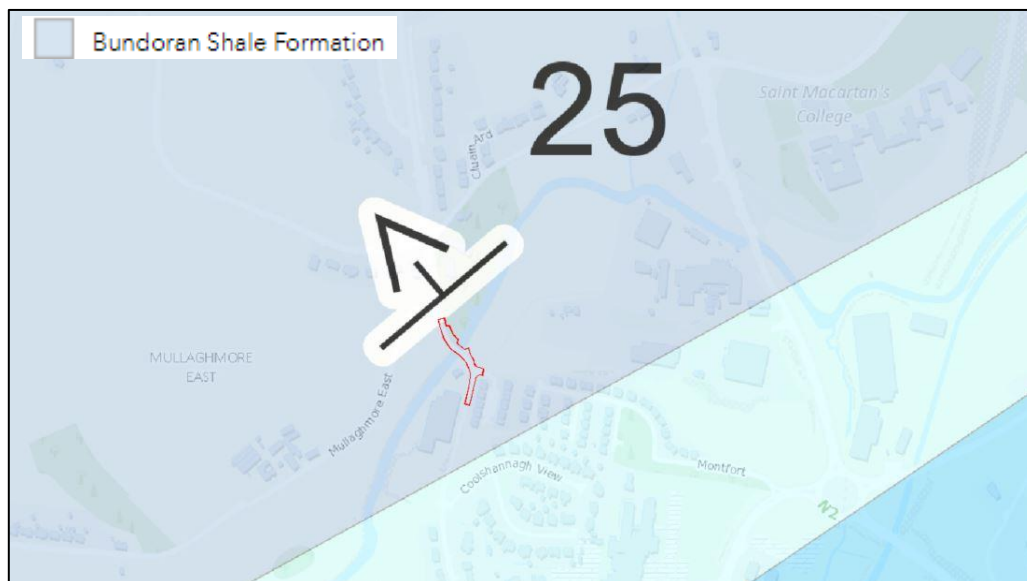 Bundoran Shale Formation
25
Saint Macartan's
College
Cluain Ard
MULLAGHMORE
EAST
Mullaghmore East
Coolshannagh View
Montfort
N2